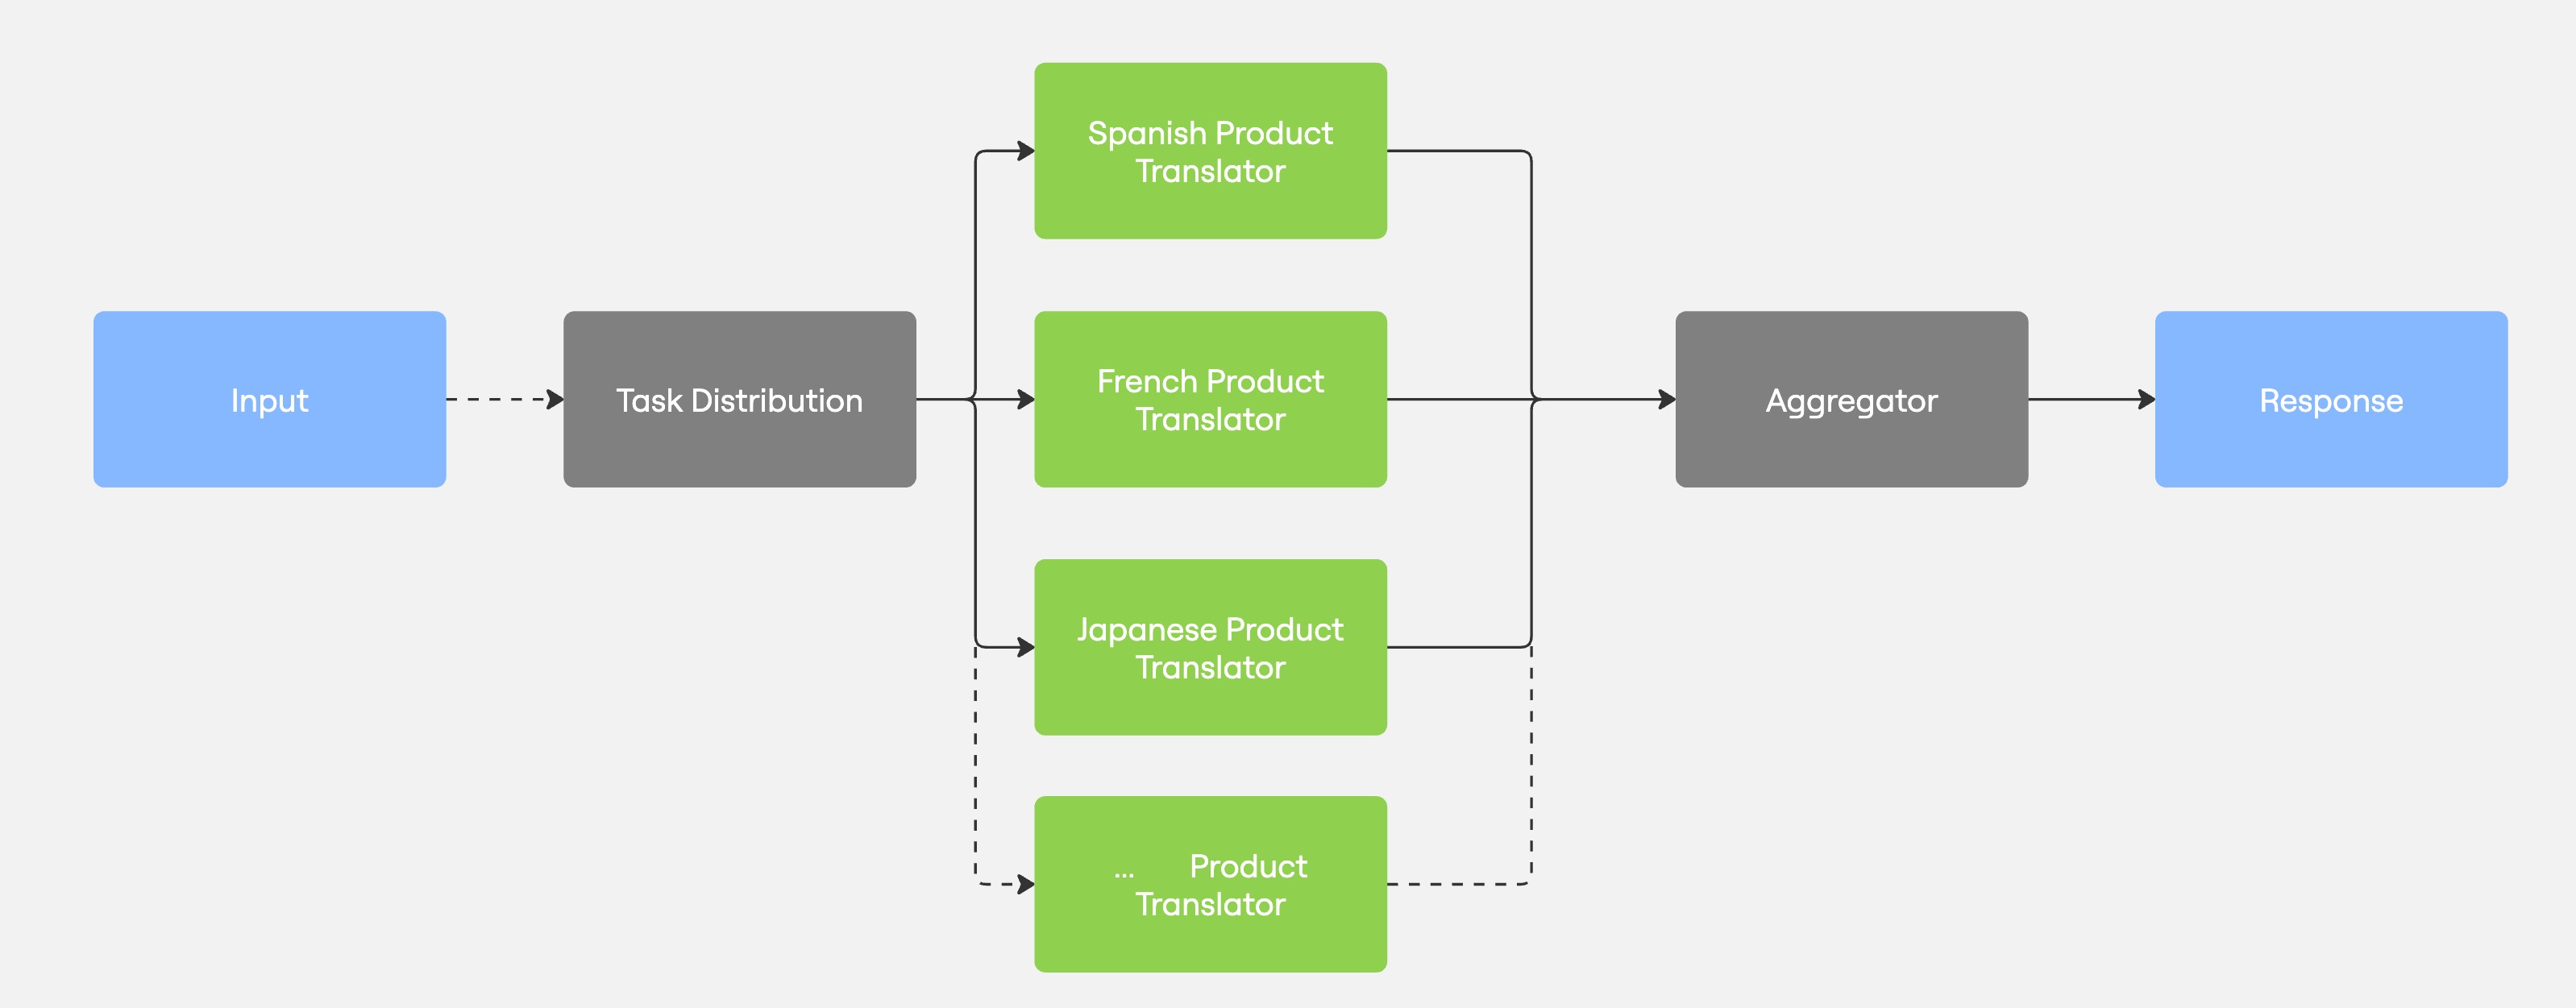 Input
Task Distribution
Spanish Product
Translator
French Product
Translator
Japanese Product
Translator
... Product
Translator
Aggregator
Response